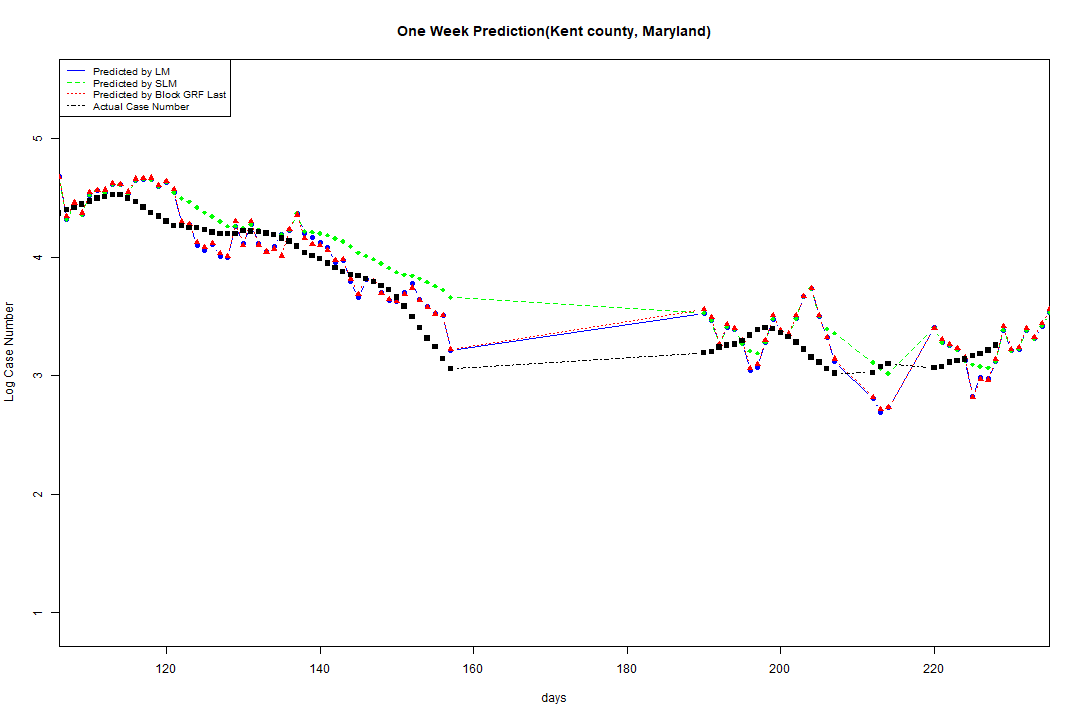 One Week Prediction(Kent county, Maryland)
Predicted by LM
Predicted by SLM
Predicted by Block GRF Last
Actual Case Number
5
4
3
2
1
Log Case Number
120 140 160 180 200 220
days